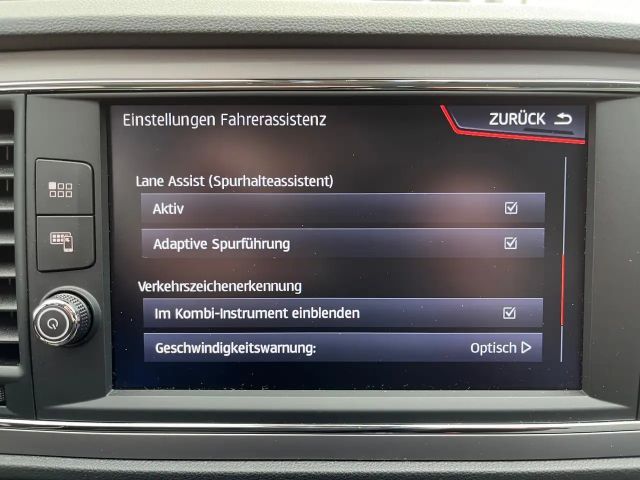 Einstellungen Fahrerassistenz
ZURÜCK
Lane Assist (Spurhalteassistent)
Aktiv
Adaptive Spurführung
Verkehrszeichenerkennung
Im Kombi-Instrument einblenden
Geschwindigkeitswarnung: Optisch